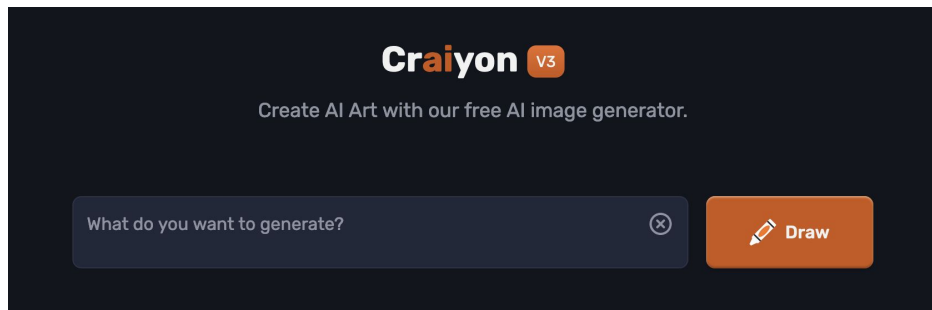 Craiyon V3
Create AI Art with our free AI image generator.
What do you want to generate?
Draw